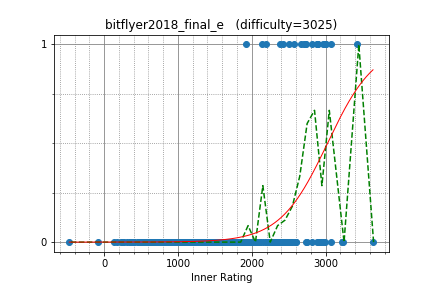 bitflyer2018_final_e (difficulty=3025)
1
0
0 1000 2000 3000
Inner Rating